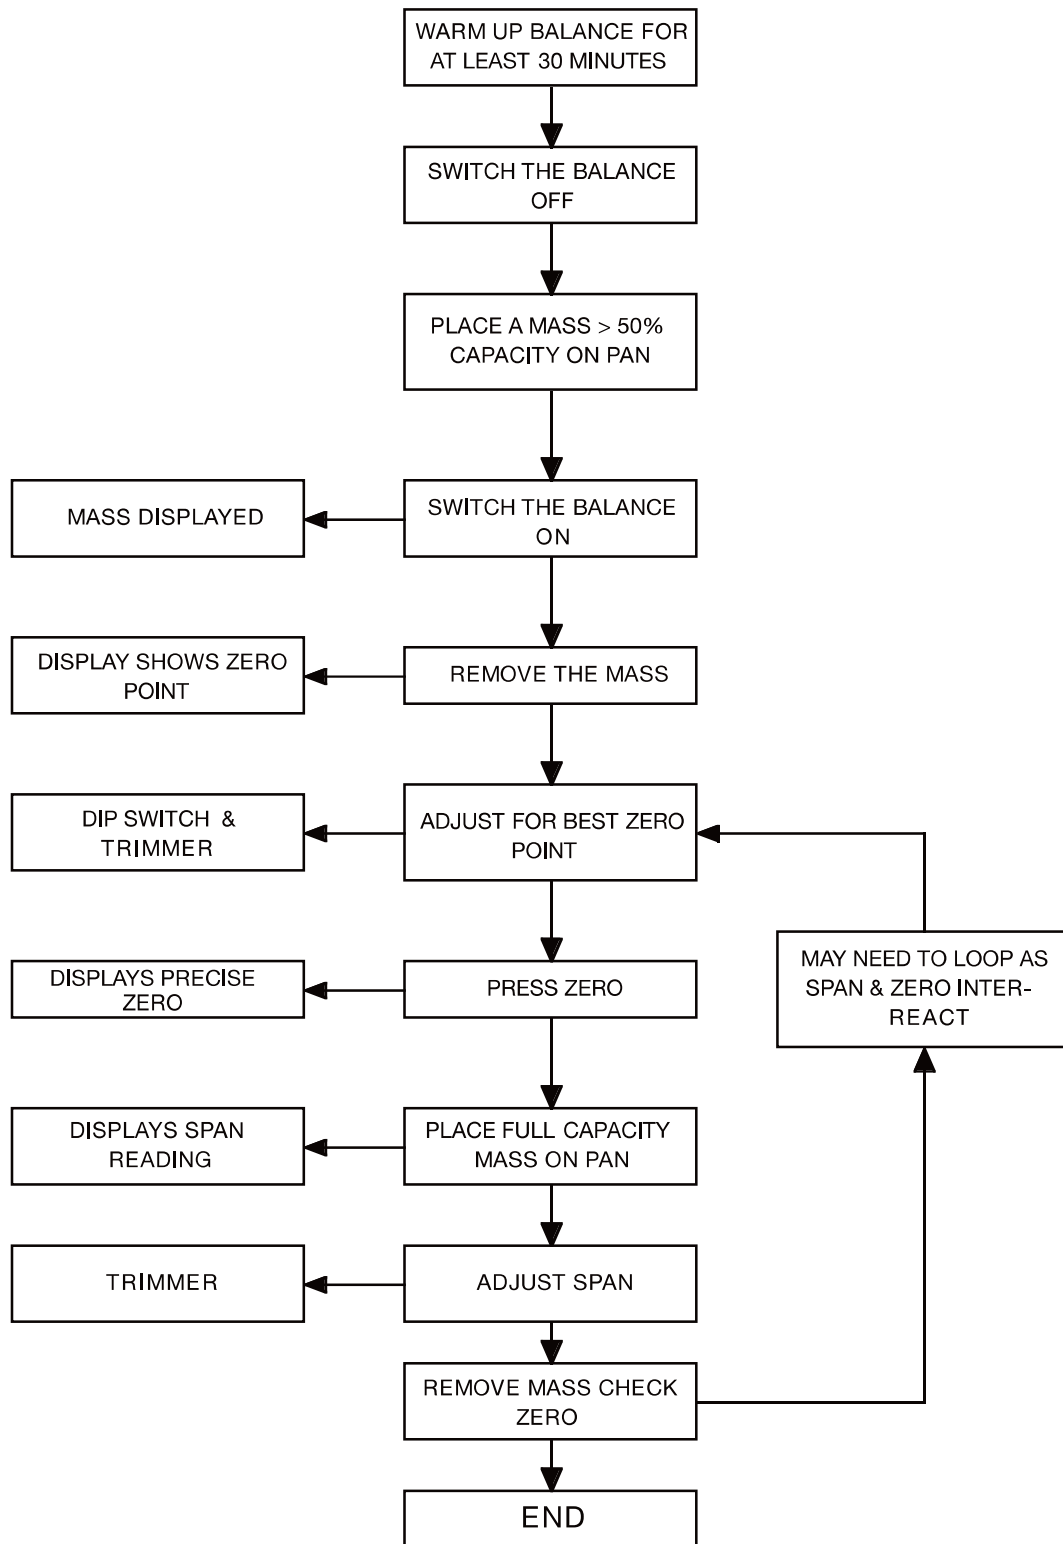 WARM UP BALANCE FOR
AT LEAST 30 MINUTES
SWITCH THE BALANCE
OFF
PLACE A MASS > 50%
CAPACITY ON PAN
MASS DISPLAYED
SWITCH THE BALANCE
ON
DISPLAY SHOWS ZERO
POINT
REMOVE THE MASS
DIP SWITCH &
TRIMMER
ADJUST FOR BEST ZERO
POINT
MAY NEED TO LOOP AS
SPAN & ZERO INTER-
REACT
DISPLAYS PRECISE
ZERO
PRESS ZERO
DISPLAYS SPAN
READING
PLACE FULL CAPACITY
MASS ON PAN
TRIMMER
ADJUST SPAN
REMOVE MASS CHECK
ZERO
END